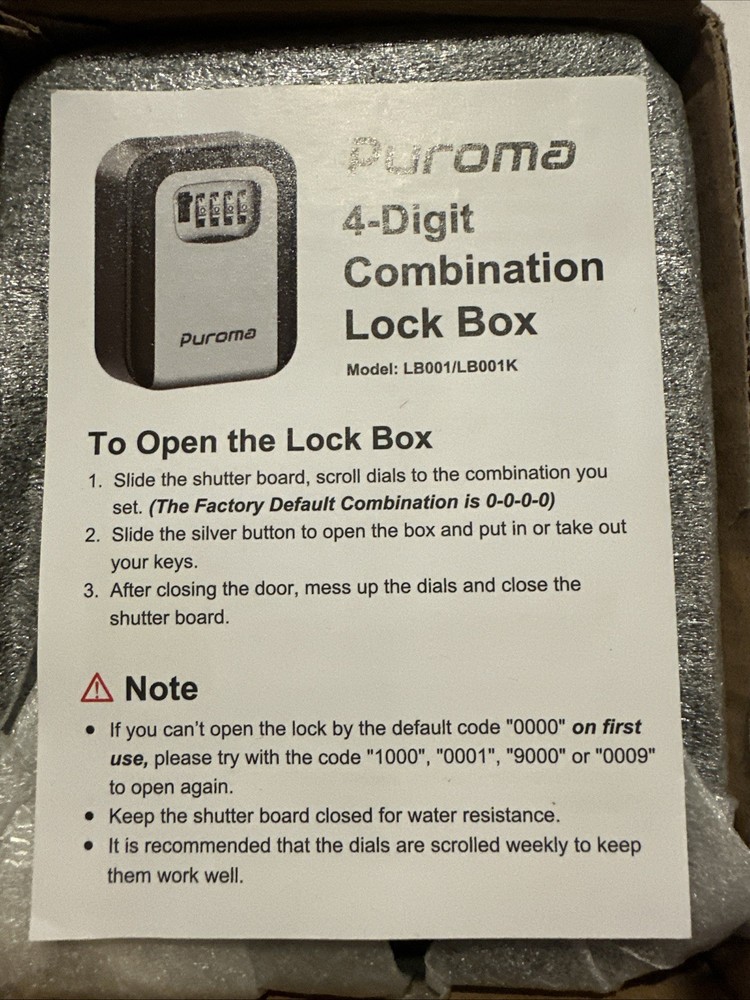 Puroma
4-Digit
Combination
Lock Box
Model: LB001/LB001K
Puroma
To Open the Lock Box
1. Slide the shutter board, scroll dials to the combination you
set. (The Factory Default Combination is 0-0-0-0)
2. Slide the silver button to open the box and put in or take out
your keys.
3. After closing the door, mess up the dials and close the
shutter board.
Note
• If you can't open the lock by the default code "0000" on first
use, please try with the code "1000", "0001", "9000" or "0009"
to open again.
• Keep the shutter board closed for water resistance.
• It is recommended that the dials are scrolled weekly to keep
them work well.